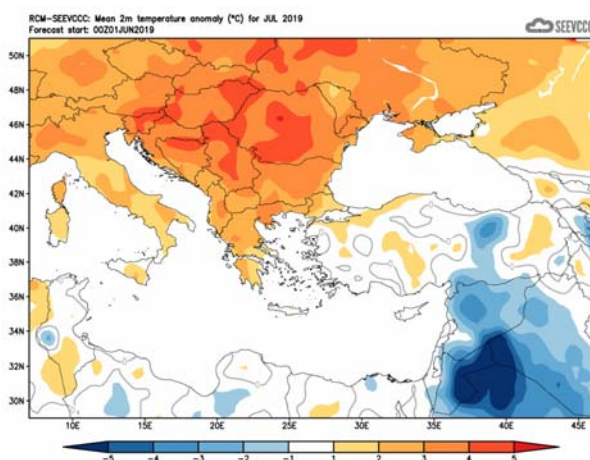 RCM-SEEVCCC: Mean 2m temperature anomaly (°C) for JUL 2019
Forecast start: 00Z01JUN2019
SEEVCCC
50N
48N
46N
44N
42N
40N
38N
36N
34N
32N
30N
10E 15E 20E 25E 30E 35E 40E 45E
-5 -4 -3 -2 -1 1 2 3 4 5